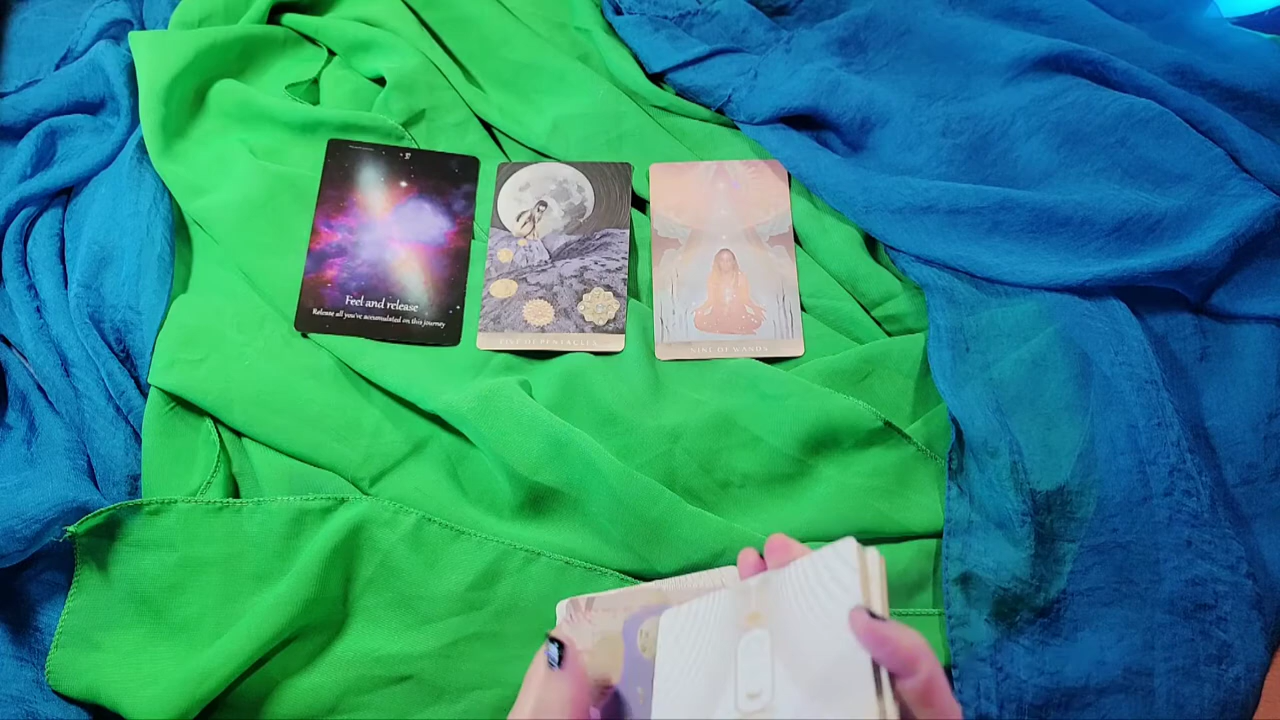 Feel and release
Release all you've accumulated on this journey
FIVE OF PENTACLES
NINE OF WANDS